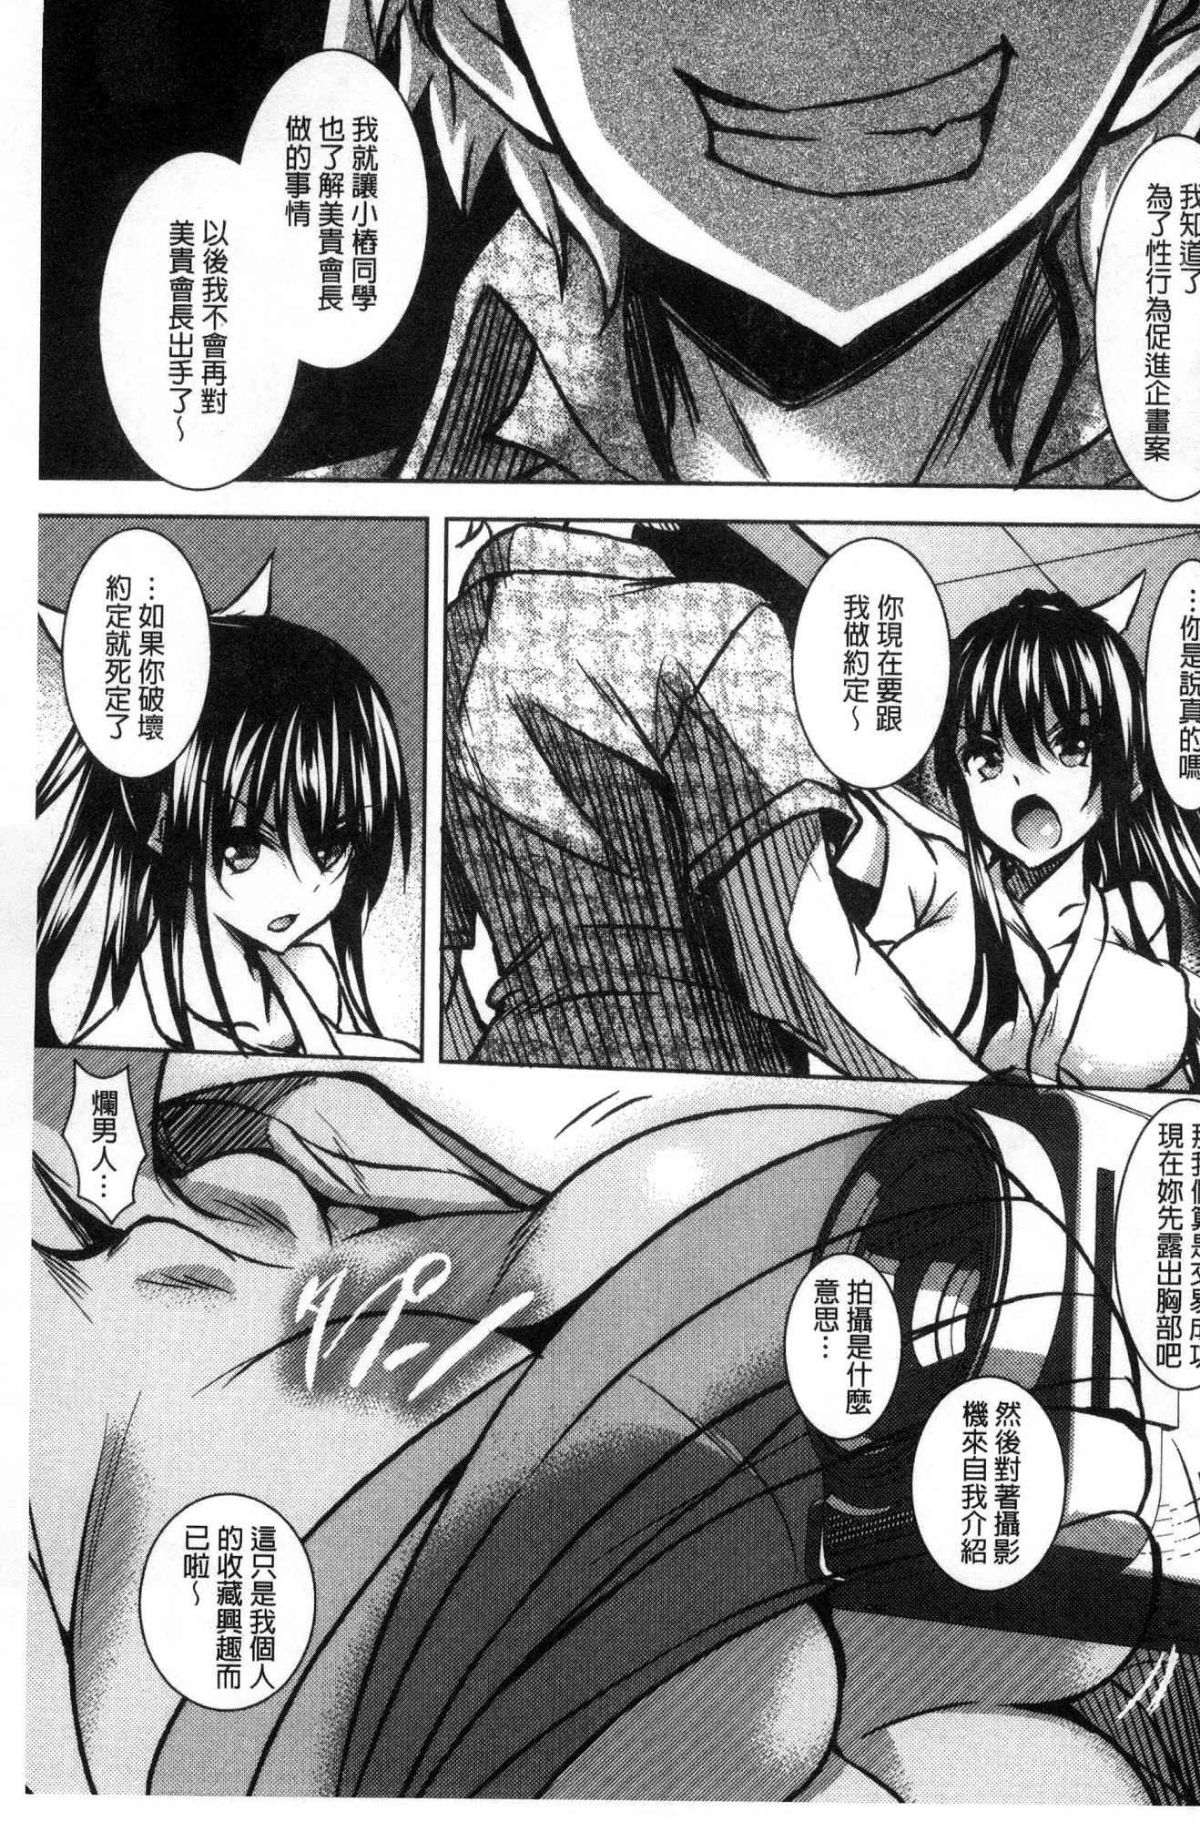 我知道了
為了性行為促進企畫案
我就讓小椿同學
也了解美貴會長
做的事情
以後我不會再對
美貴會長出手了~
…你是說真的嗎
你現在要跟
我做約定~
…如果你破壞
約定就死定了
現在妳先露出胸部吧
然後對著攝影
機來自我介紹
拍攝是什麼
意思…
這只是我個人
的收藏興趣而
已啦~
爛男人…